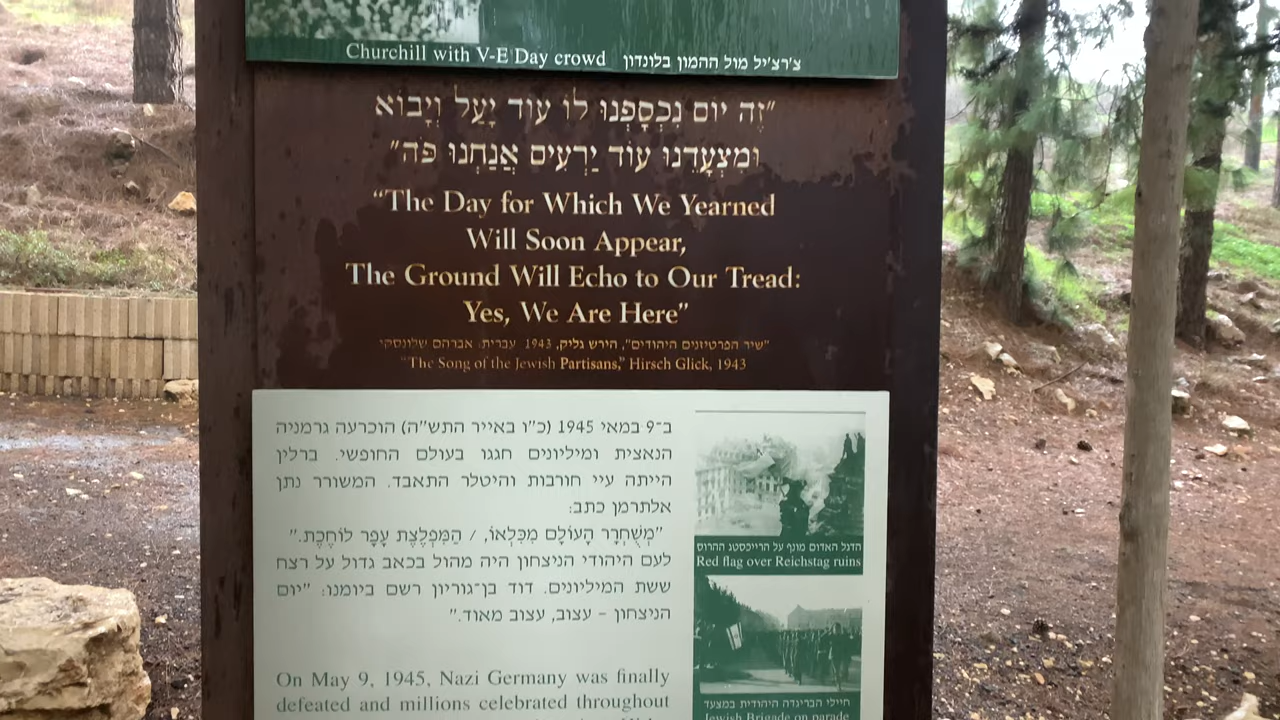 Churchill with V-E Day crowd צ'רצ'יל מול ההמון בלונדון
"זֶה יוֹם נִכְסָפְנוּ לוֹ עוֹד יָעַל וְיָבוֹא
וּמִצְעָדֵנוּ עוֹד יַרְעִים אֲנַחְנוּ פֹּה"
“The Day for Which We Yearned
Will Soon Appear,
The Ground Will Echo to Our Tread:
Yes, We Are Here”
"שיר הפרטיזנים היהודים", הירש גליק, 1943 עברית: אברהם שלונסקי
“The Song of the Jewish Partisans,” Hirsch Glick, 1943
ב־9 במאי 1945 (כ"ו באייר התש"ה) הוכרעה גרמניה
הנאצית ומיליונים חגגו בעולם החופשי. ברלין
הייתה עיי חורבות והיטלר התאבד. המשורר נתן
אלתרמן כתב:
"מְשֻׁחְרָר הָעוֹלָם מִכִּלְאוֹ, / הַמִּפְלֶצֶת עָפָר לוֹחֶכֶת."
לעם היהודי הניצחון היה מהול בכאב גדול על רצח
ששת המיליונים. דוד בן־גוריון רשם ביומנו: "יום
הניצחון – עצוב, עצוב מאוד."
On May 9, 1945, Nazi Germany was finally
defeated and millions celebrated throughout
הדגל האדום מונף על הרייכסטג ההרוס
Red flag over Reichstag ruins
חיילי הבריגדה היהודית במצעד
Jewish Brigade on parade